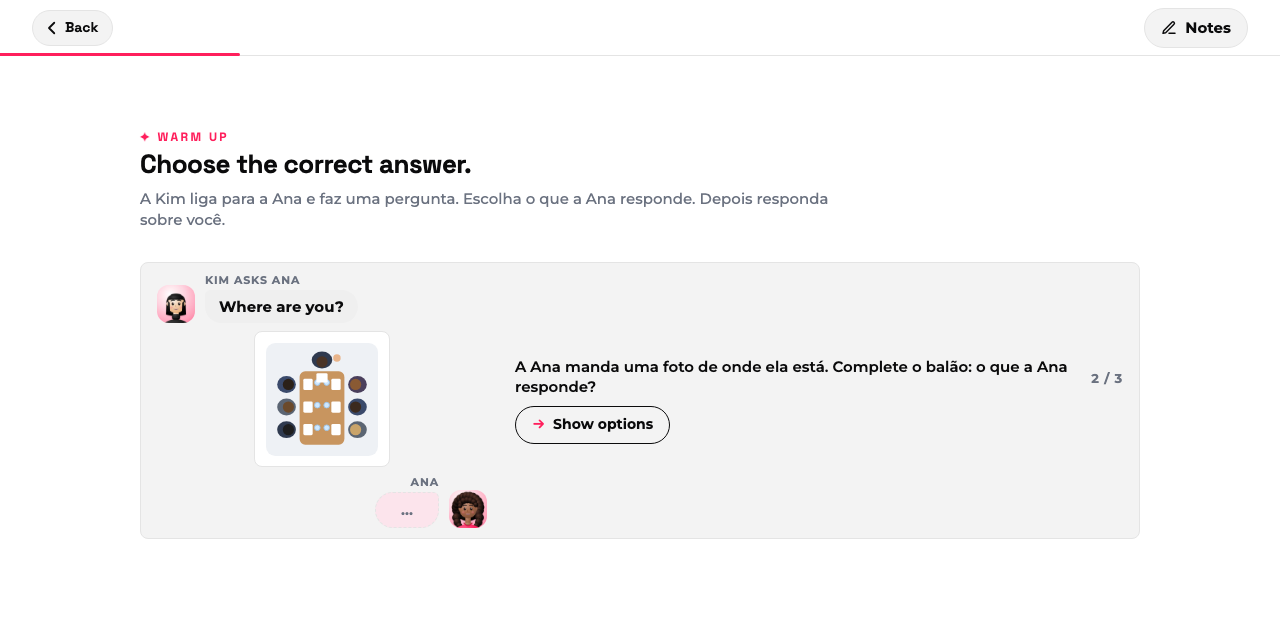 Back
Notes
WARM UP
Choose the correct answer.
A Kim liga para a Ana e faz uma pergunta. Escolha o que a Ana responde. Depois responda
sobre você.
KIM ASKS ANA
Where are you?
A Ana manda uma foto de onde ela está. Complete o balão: o que a Ana
responde?
2 / 3
Show options
ANA
...